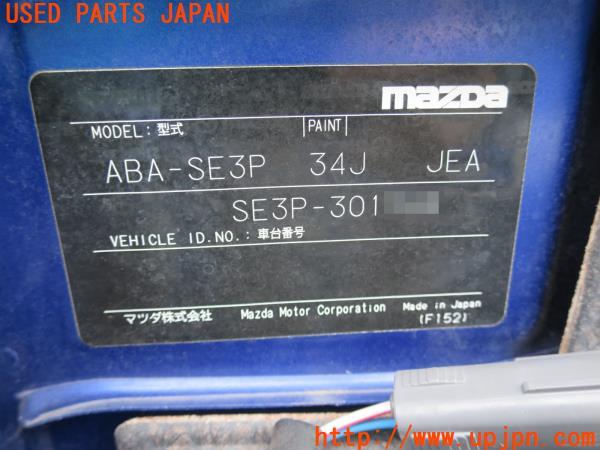 USED PARTS JAPAN
mazda
MODEL: 型式 PAINT
ABA-SE3P 34J JEA
SE3P-301
VEHICLE ID.NO.: 車台番号
マツダ株式会社 Mazda Motor Corporation Made in Japan
(F152)
http://www.upjpn.com